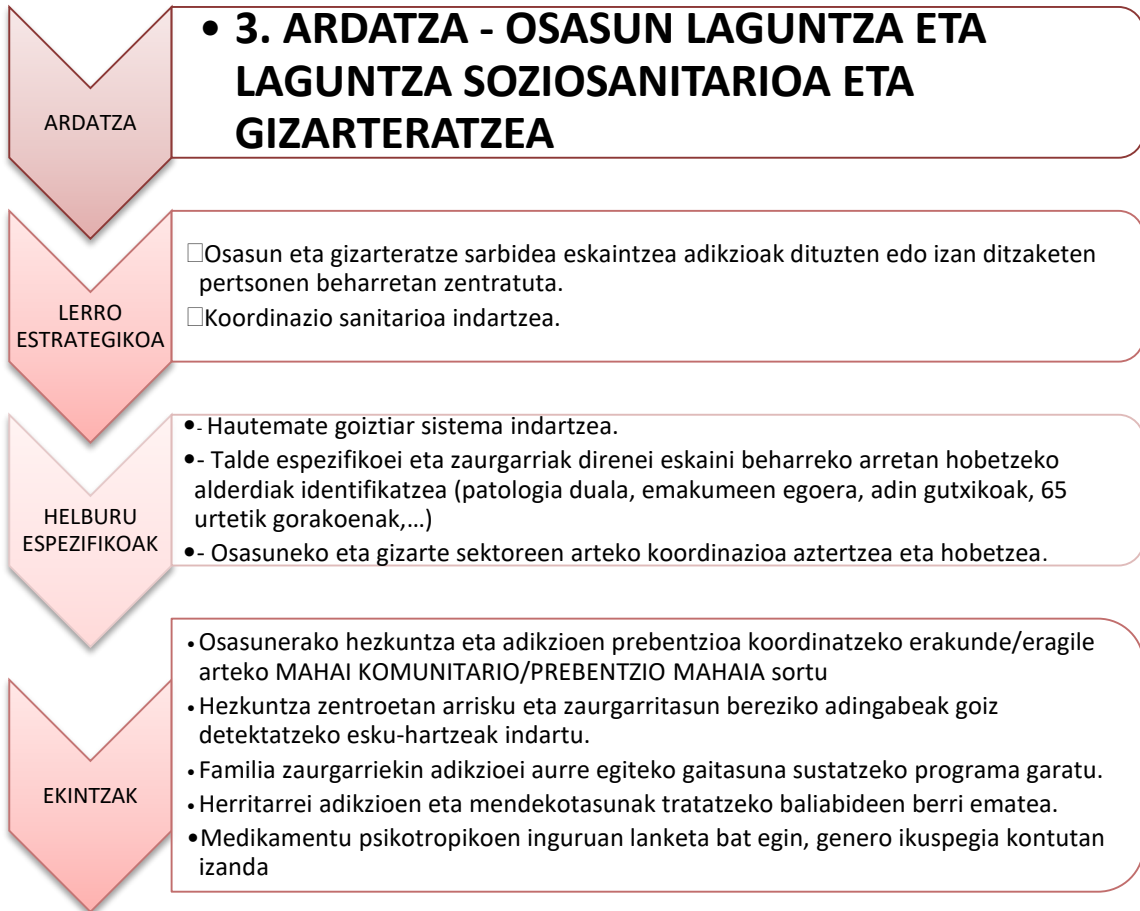 ARDATZA
• 3. ARDATZA - OSASUN LAGUNTZA ETA
LAGUNTZA SOZIOSANITARIOA ETA
GIZARTERATZEA
LERRO
ESTRATEGIKOA
□Osasun eta gizarteratze sarbidea eskaintzea adikzioak dituzten edo izan ditzaketen
pertsonen beharretan zentratuta.
□Koordinazio sanitarioa indartzea.
HELBURU
ESPEZIFIKOAK
•- Hautemate goiztiar sistema indartzea.
•- Talde espezifikoei eta zaurgarriak direnei eskaini beharreko arretan hobetzeko
alderdiak identifikatzea (patologia duala, emakumeen egoera, adin gutxikoak, 65
urtetik gorakoenak,...)
•- Osasuneko eta gizarte sektoreen arteko koordinazioa aztertzea eta hobetzea.
EKINTZAK
• Osasunerako hezkuntza eta adikzioen prebentzioa koordinatzeko erakunde/eragile
arteko MAHAI KOMUNITARIO/PREBENTZIO MAHAIA sortu
• Hezkuntza zentroetan arrisku eta zaurgarritasun bereziko adingabeak goiz
detektatzeko esku-hartzeak indartu.
• Familia zaurgarriekin adikzioei aurre egiteko gaitasuna sustatzeko programa garatu.
• Herritarrei adikzioen eta mendekotasunak tratatzeko baliabideen berri ematea.
•Medikamentu psikotropikoen inguruan lanketa bat egin, genero ikuspegia kontutan
izanda